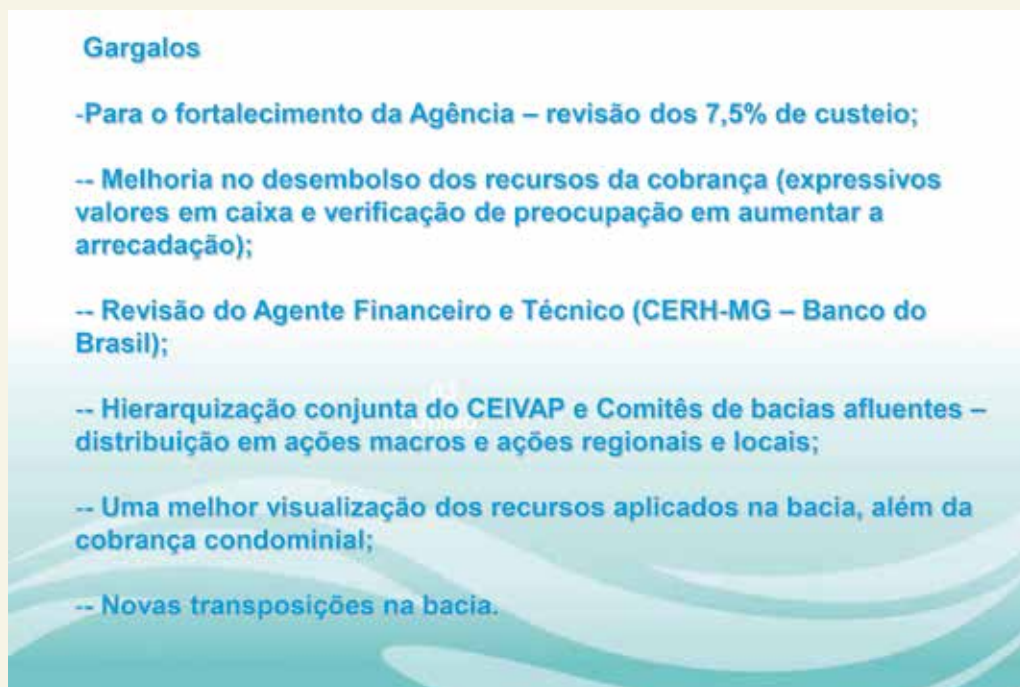 Gargalos
-Para o fortalecimento da Agência – revisão dos 7,5% de custeio;
-- Melhoria no desembolso dos recursos da cobrança (expressivos
valores em caixa e verificação de preocupação em aumentar a
arrecadação);
-- Revisão do Agente Financeiro e Técnico (CERH-MG – Banco do
Brasil);
-- Hierarquização conjunta do CEIVAP e Comitês de bacias afluentes –
distribuição em ações macros e ações regionais e locais;
-- Uma melhor visualização dos recursos aplicados na bacia, além da
cobrança condominial;
-- Novas transposições na bacia.